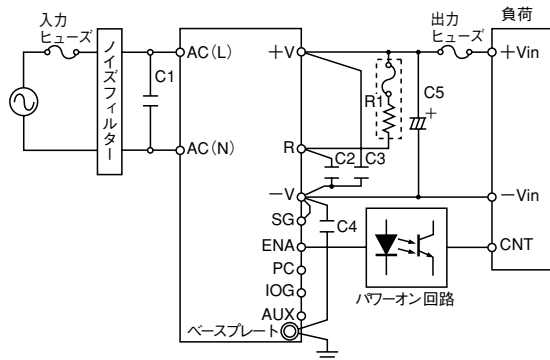 入力
ヒューズ
ノイズフィルター
C1
AC(L)
AC(N)
+V
R
−V
SG
ENA
PC
IOG
AUX
ベースプレート
R1
C2
C3
C4
C5
+
出力
ヒューズ
負荷
+Vin
−Vin
CNT
パワーオン回路